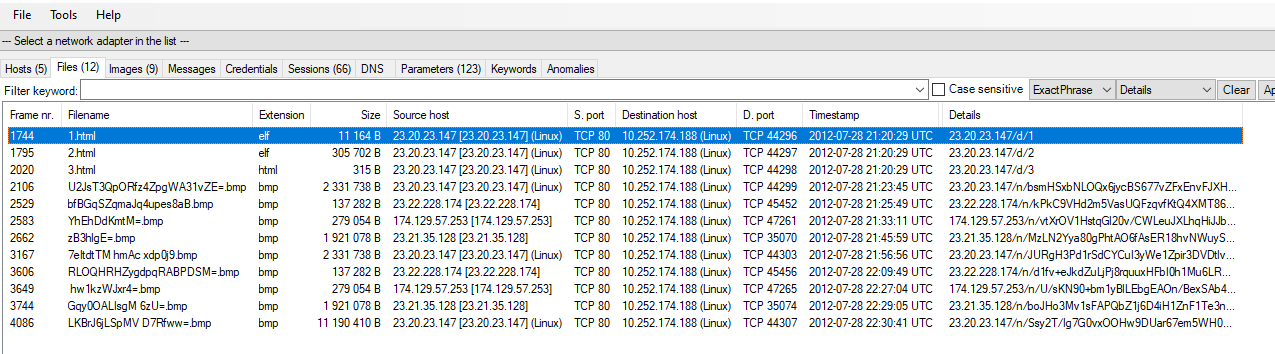 File Tools Help
--- Select a network adapter in the list ---
Hosts (5) Files (12) Images (9) Messages Credentials Sessions (66) DNS Parameters (123) Keywords Anomalies
Filter keyword: Case sensitive ExactPhrase Details Clear Ap
Frame nr. Filename Extension Size Source host S. port Destination host D. port Timestamp Details
1744 1.html elf 11 164 B 23.20.23.147 [23.20.23.147] (Linux) TCP 80 10.252.174.188 (Linux) TCP 44296 2012-07-28 21:20:29 UTC 23.20.23.147/d/1
1795 2.html elf 305 702 B 23.20.23.147 [23.20.23.147] (Linux) TCP 80 10.252.174.188 (Linux) TCP 44297 2012-07-28 21:20:29 UTC 23.20.23.147/d/2
2020 3.html html 315 B 23.20.23.147 [23.20.23.147] (Linux) TCP 80 10.252.174.188 (Linux) TCP 44298 2012-07-28 21:20:29 UTC 23.20.23.147/d/3
2106 U2JsT3QpORfz4ZpgWA31vZE=.bmp bmp 2 331 738 B 23.20.23.147 [23.20.23.147] (Linux) TCP 80 10.252.174.188 (Linux) TCP 44299 2012-07-28 21:23:45 UTC 23.20.23.147/n/bsmHSxbNLOQx6jycBS677vZFxEnvFJXH...
2529 bfBGqSZqmaJq4upes8aB.bmp bmp 137 282 B 23.22.228.174 [23.22.228.174] TCP 80 10.252.174.188 (Linux) TCP 45452 2012-07-28 21:25:49 UTC 23.22.228.174/n/kPkC9VHd2m5VasUQFzqvfKtQ4XMT86...
2583 YhEhDdKmtM=.bmp bmp 279 054 B 174.129.57.253 [174.129.57.253] TCP 80 10.252.174.188 (Linux) TCP 47261 2012-07-28 21:33:11 UTC 174.129.57.253/n/vtXrOV1HstqGl20v/CWLeuJXLhqHiJJb...
2662 zB3hlgE=.bmp bmp 1 921 078 B 23.21.35.128 [23.21.35.128] TCP 80 10.252.174.188 (Linux) TCP 35070 2012-07-28 21:45:59 UTC 23.21.35.128/n/MzLN2Yya80gPhtAO6fAsER18hvNWuyS...
3167 7eltdtTM hmAc xdp0j9.bmp bmp 2 331 738 B 23.20.23.147 [23.20.23.147] (Linux) TCP 80 10.252.174.188 (Linux) TCP 44303 2012-07-28 21:56:56 UTC 23.20.23.147/n/JURgH3Pd1rSdCYCuI3yWe1Zpir3DVDtlv...
3606 RLOQHRHZygdpqRABPDSM=.bmp bmp 137 282 B 23.22.228.174 [23.22.228.174] TCP 80 10.252.174.188 (Linux) TCP 45456 2012-07-28 22:09:49 UTC 23.22.228.174/n/d1fv+eJkdZuLjPj8rquuxHFbI0h1Mu6LR...
3649 hw1kzWJxr4=.bmp bmp 279 054 B 174.129.57.253 [174.129.57.253] TCP 80 10.252.174.188 (Linux) TCP 47265 2012-07-28 22:27:04 UTC 174.129.57.253/n/U/sKN90+bm1yBlLEbgEAOn/BexSAb4...
3744 Gqy0OALlsgM 6zU=.bmp bmp 1 921 078 B 23.21.35.128 [23.21.35.128] TCP 80 10.252.174.188 (Linux) TCP 35074 2012-07-28 22:29:05 UTC 23.21.35.128/n/boJHo3Mv1sFAPQbZ1j6D4iH1ZnF1Te3n...
4086 LKBrJ6jLSpMV D7Rfww=.bmp bmp 11 190 410 B 23.20.23.147 [23.20.23.147] (Linux) TCP 80 10.252.174.188 (Linux) TCP 44307 2012-07-28 22:30:41 UTC 23.20.23.147/n/Ssy2T/Ig7G0vxOOHw9DUar67em5WH0...